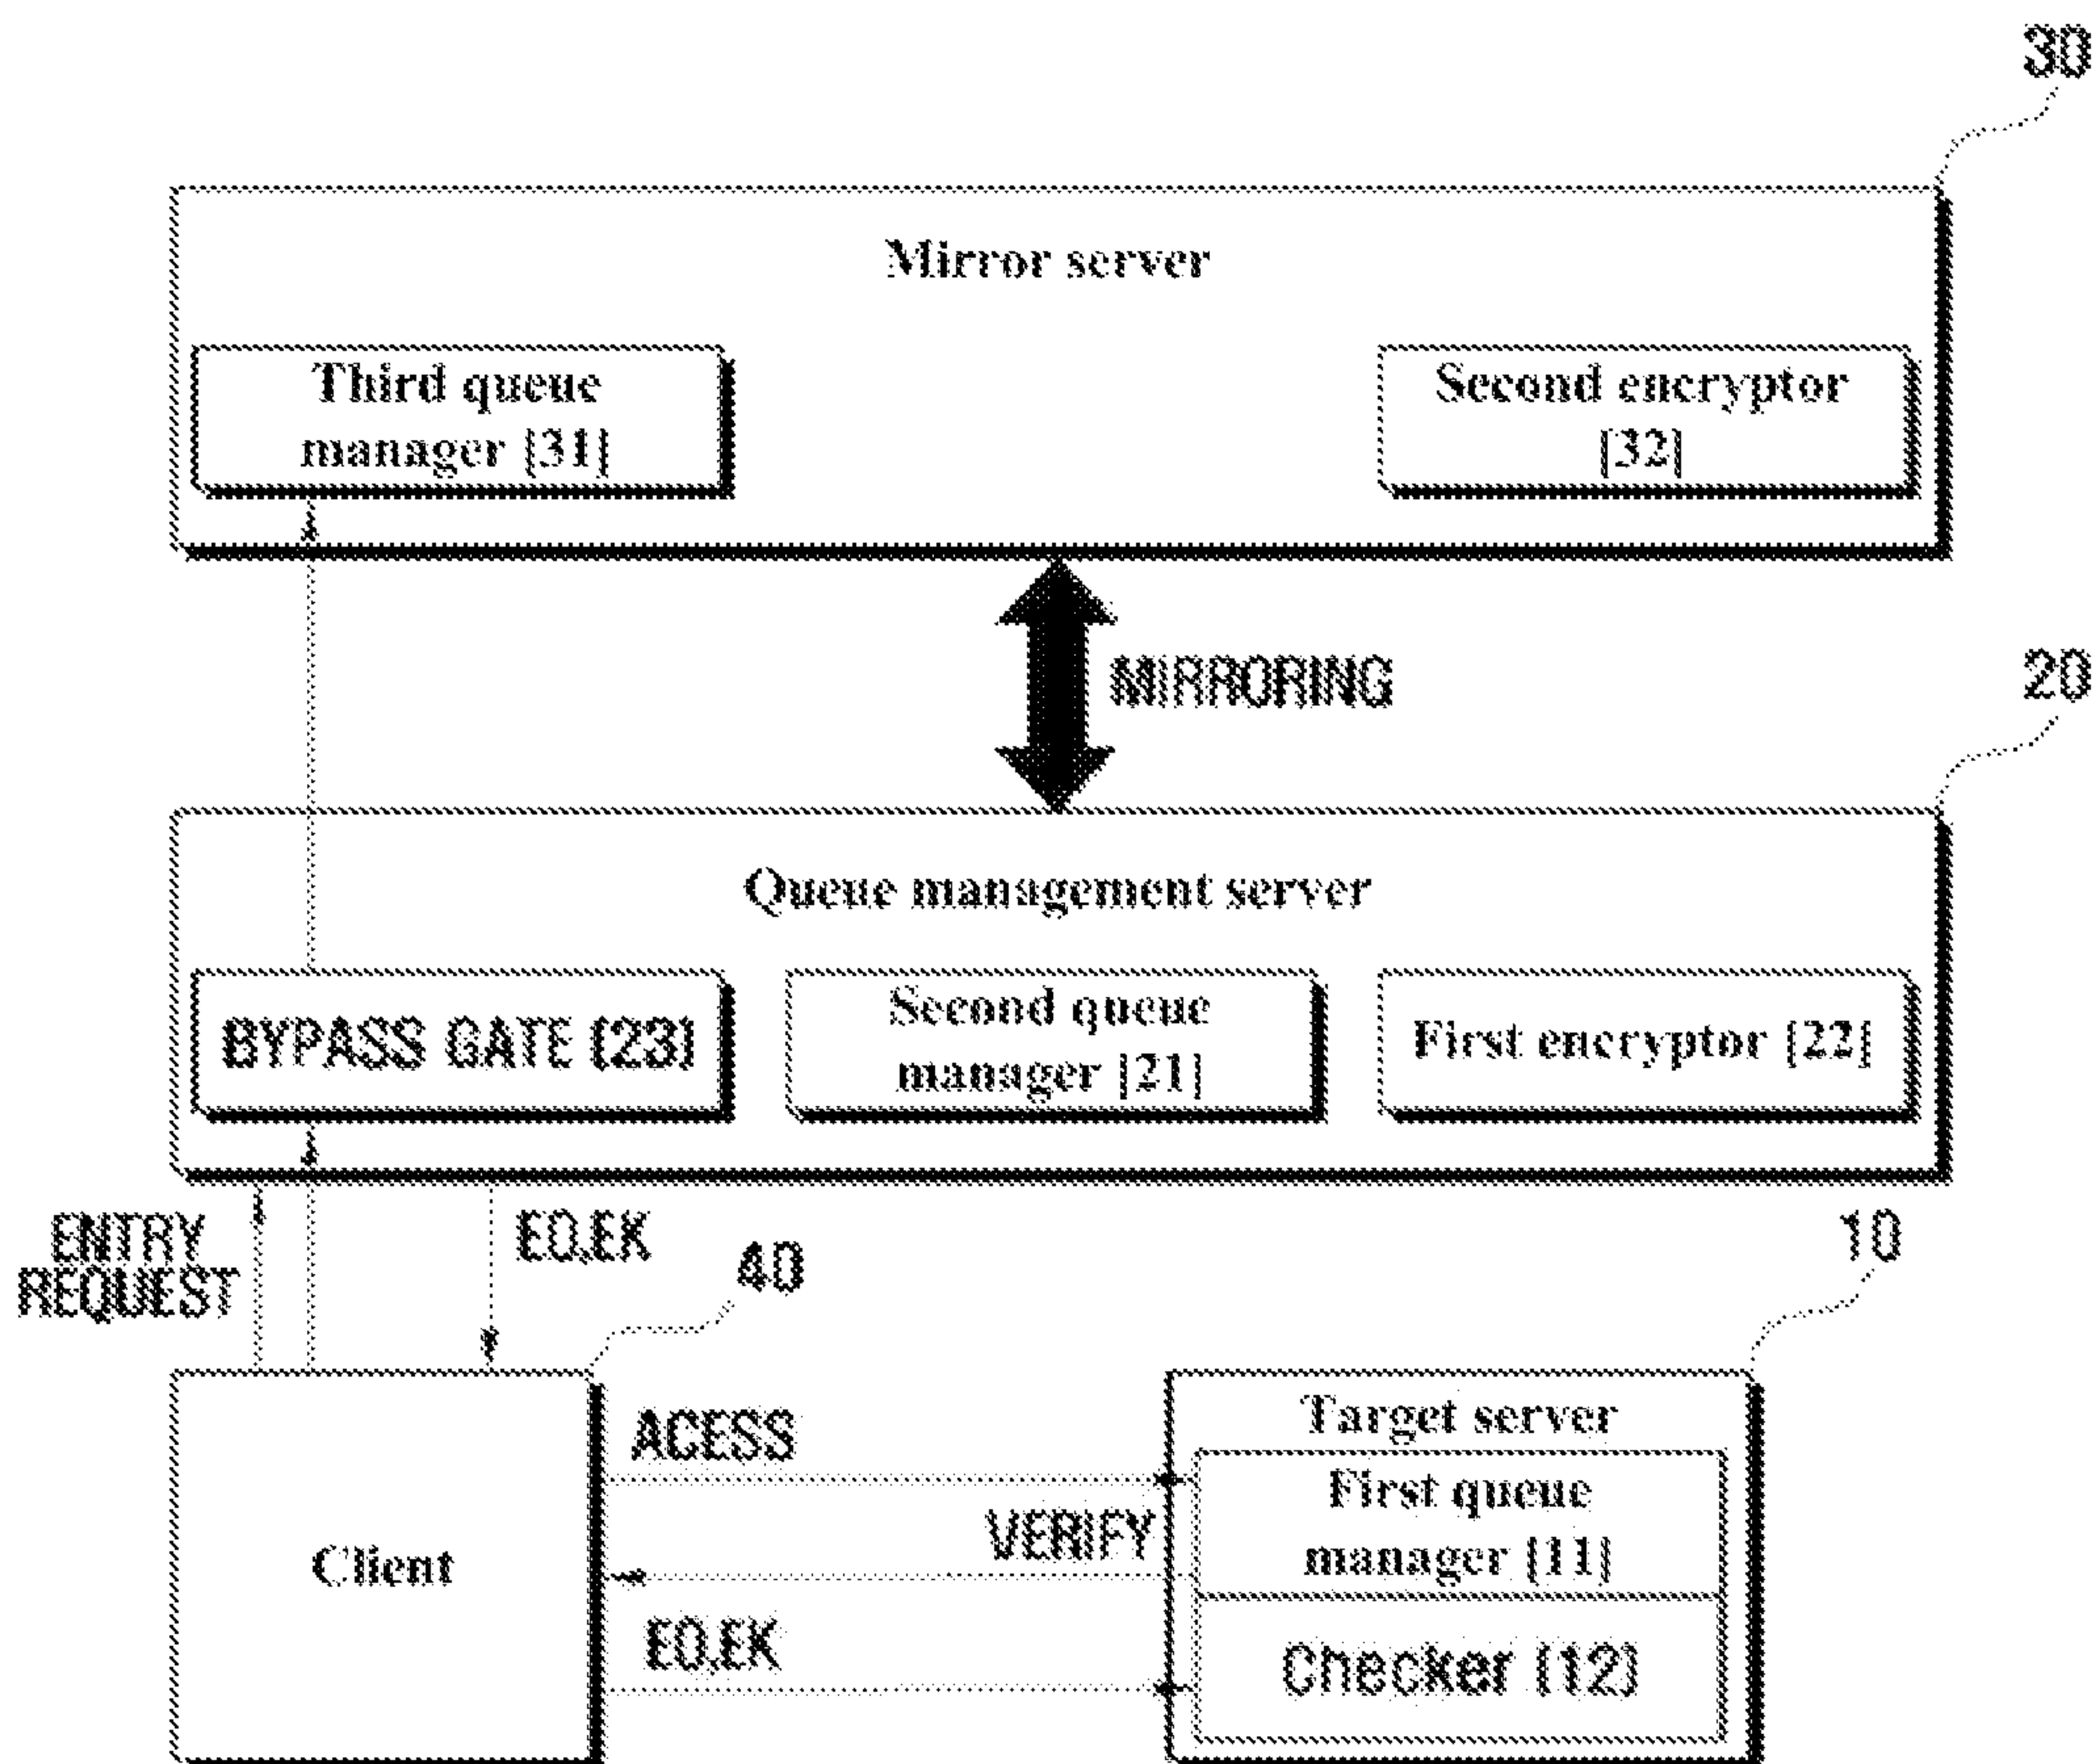 30
Mirror server
Third queue
manager [31]
Second encryptor
[32]
MIRRORING
20
Queue management server
BYPASS GATE (23)
Second queue
manager [21]
First encryptor [22]
ENTRY
REQUEST
EO,EK
40
10
Client
ACESS
VERIFY
EO,EK
Target server
First queue
manager [11]
Checker (12)